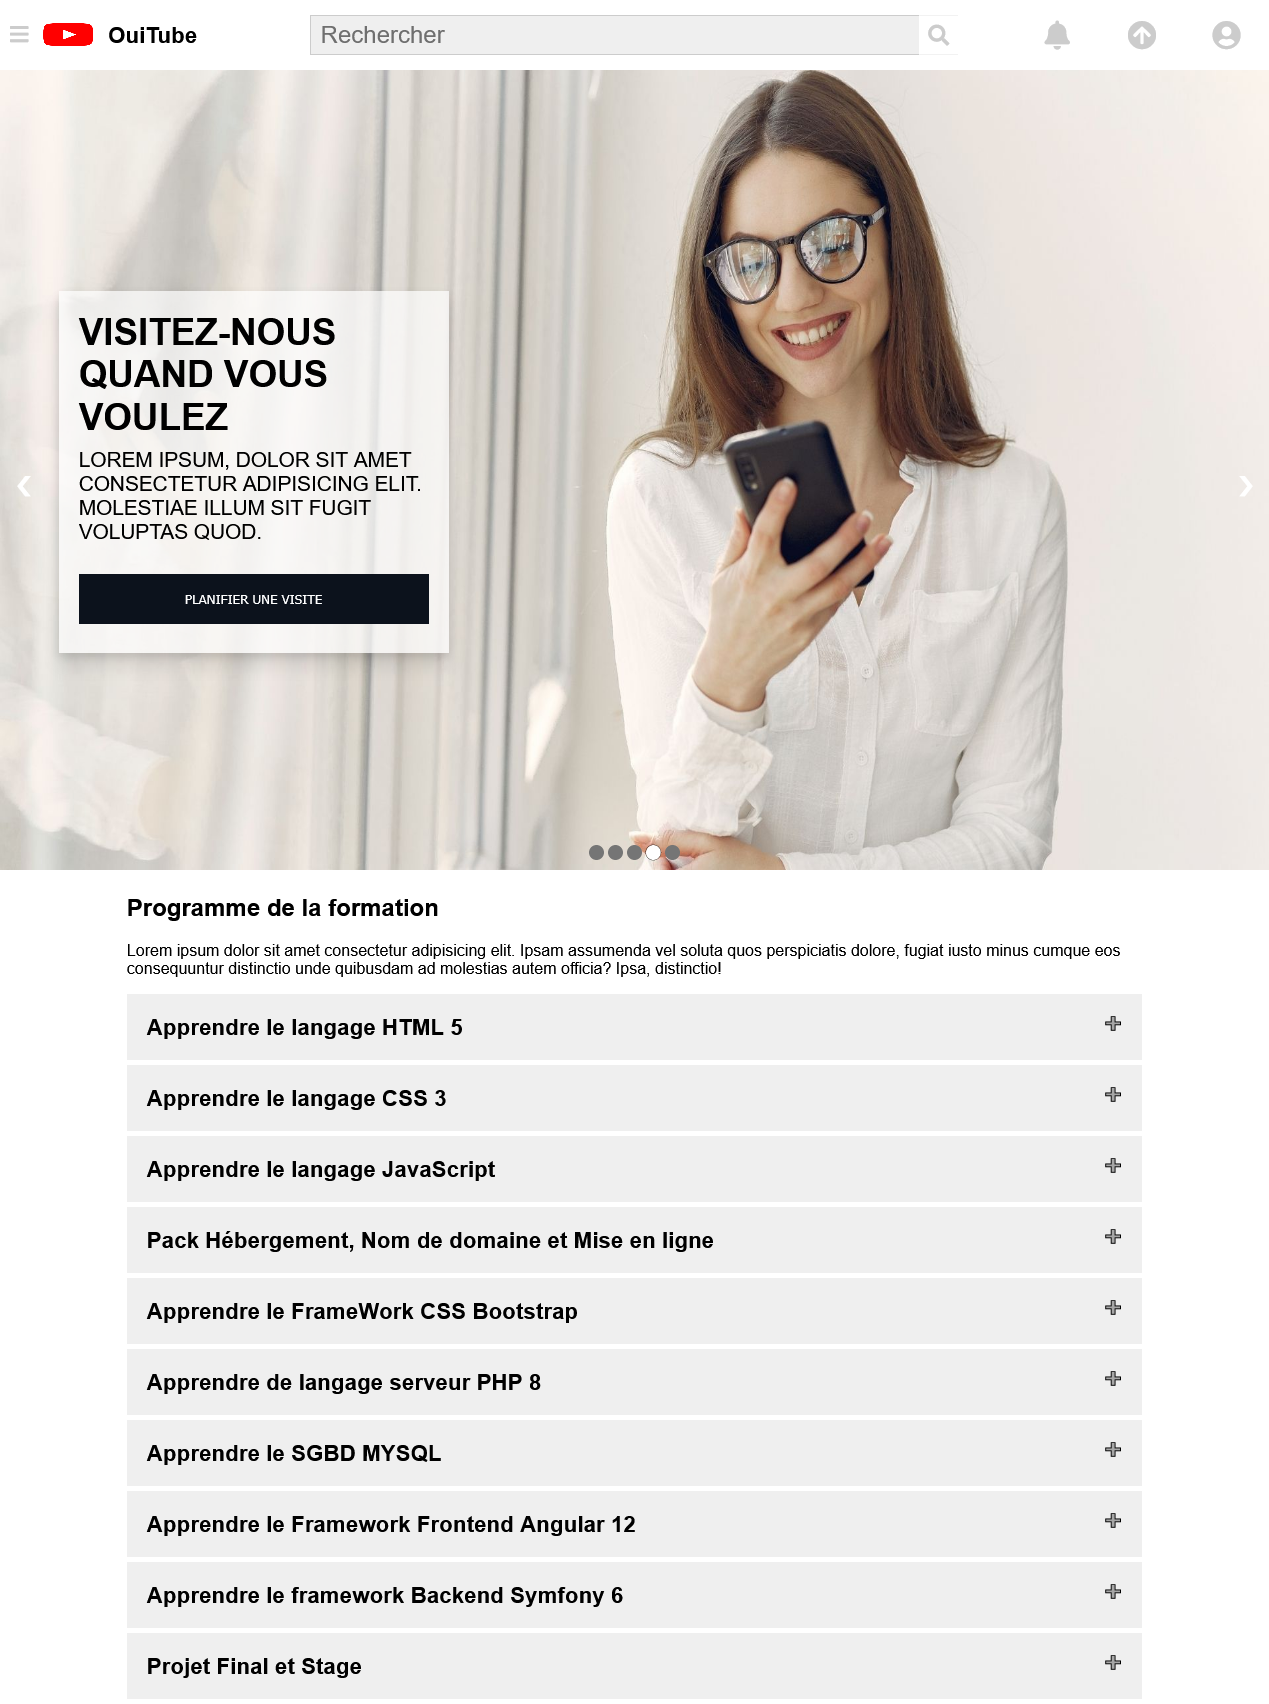 OuiTube
Rechercher
VISITEZ-NOUS
QUAND VOUS
VOULEZ
LOREM IPSUM, DOLOR SIT AMET
CONSECTETUR ADIPISICING ELIT.
MOLESTIAE ILLUM SIT FUGIT
VOLUPTAS QUOD.
PLANIFIER UNE VISITE
Programme de la formation
Lorem ipsum dolor sit amet consectetur adipisicing elit. Ipsam assumenda vel soluta quos perspiciatis dolore, fugiat iusto minus cumque eos
consequuntur distinctio unde quibusdam ad molestias autem officia? Ipsa, distinctio!
Apprendre le langage HTML 5
Apprendre le langage CSS 3
Apprendre le langage JavaScript
Pack Hébergement, Nom de domaine et Mise en ligne
Apprendre le FrameWork CSS Bootstrap
Apprendre de langage serveur PHP 8
Apprendre le SGBD MYSQL
Apprendre le Framework Frontend Angular 12
Apprendre le framework Backend Symfony 6
Projet Final et Stage